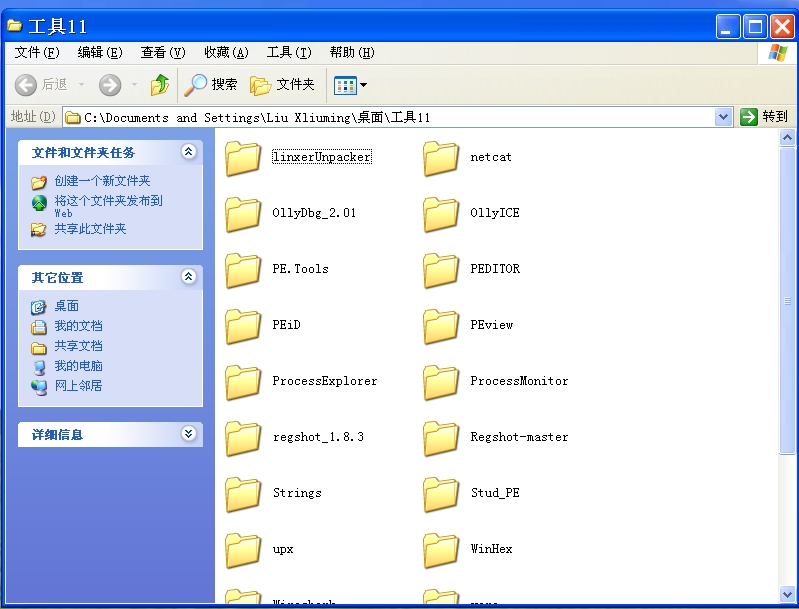 工具11
文件(F) 编辑(E) 查看(V) 收藏(A) 工具(T) 帮助(H)
后退 搜索 文件夹
地址(D) C:\Documents and Settings\Liu Xliuming\桌面\工具11 转到
文件和文件夹任务
创建一个新文件夹
将这个文件夹发布到
Web
共享此文件夹
其它位置
桌面
我的文档
共享文档
我的电脑
网上邻居
详细信息
linxerUnpacker netcat
OllyDbg_2.01 OllyICE
PE.Tools PEDITOR
PEiD PEview
ProcessExplorer ProcessMonitor
regshot_1.8.3 Regshot-master
Strings Stud_PE
upx WinHex